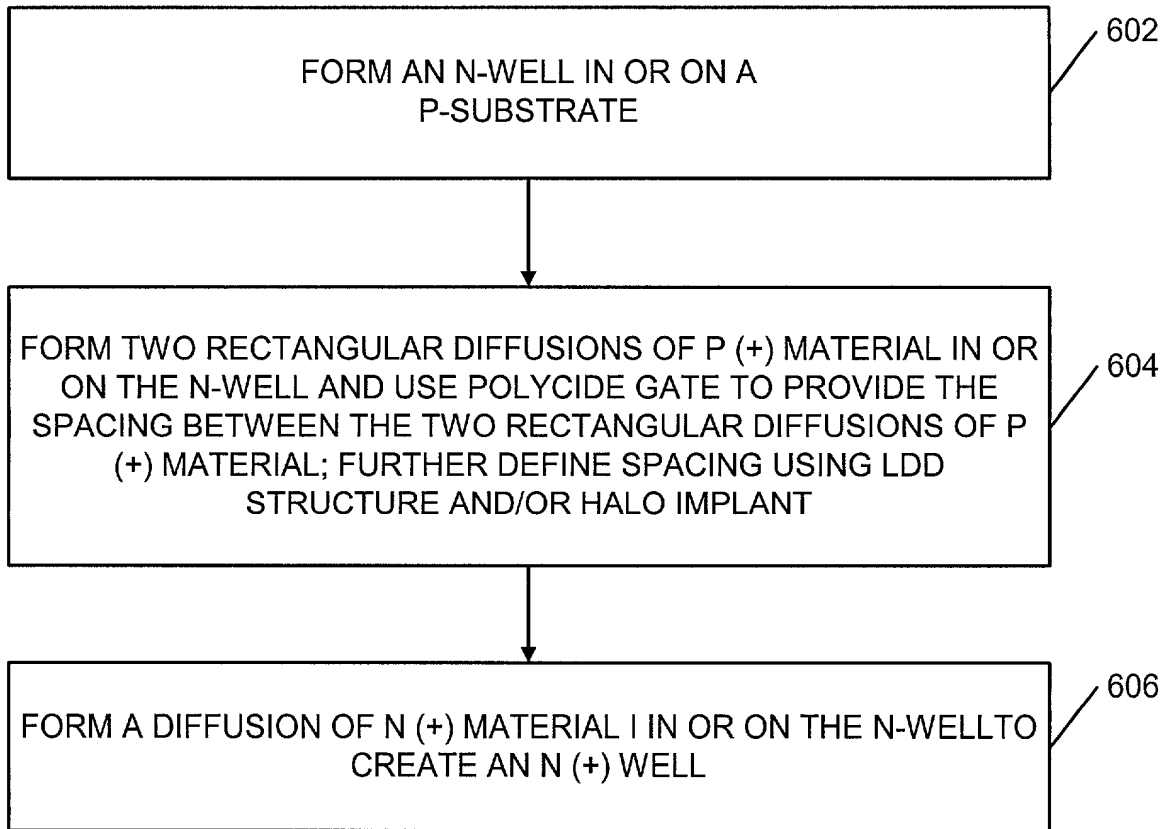 FORM AN N-WELL IN OR ON A
P-SUBSTRATE
602
FORM TWO RECTANGULAR DIFFUSIONS OF P (+) MATERIAL IN OR
ON THE N-WELL AND USE POLYCIDE GATE TO PROVIDE THE
SPACING BETWEEN THE TWO RECTANGULAR DIFFUSIONS OF P
(+) MATERIAL; FURTHER DEFINE SPACING USING LDD
STRUCTURE AND/OR HALO IMPLANT
604
FORM A DIFFUSION OF N (+) MATERIAL I IN OR ON THE N-WELLTO
CREATE AN N (+) WELL
606